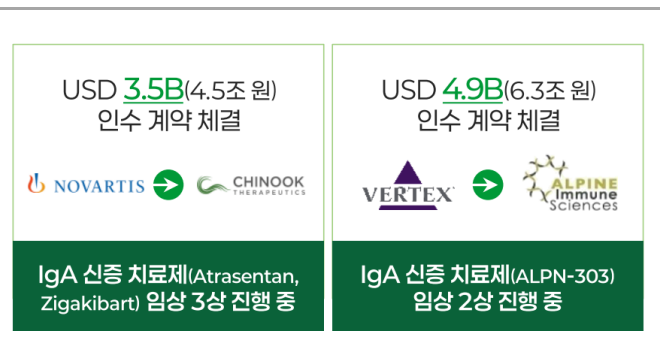 USD 3.5B(4.5조 원)
인수 계약 체결
NOVARTIS
CHINOOK
THERAPEUTICS
IgA 신증 치료제(Atrasentan,
Zigakibart) 임상 3상 진행 중
USD 4.9B(6.3조 원)
인수 계약 체결
VERTEX
ALPINE
Immune
Sciences
IgA 신증 치료제(ALPN-303)
임상 2상 진행 중